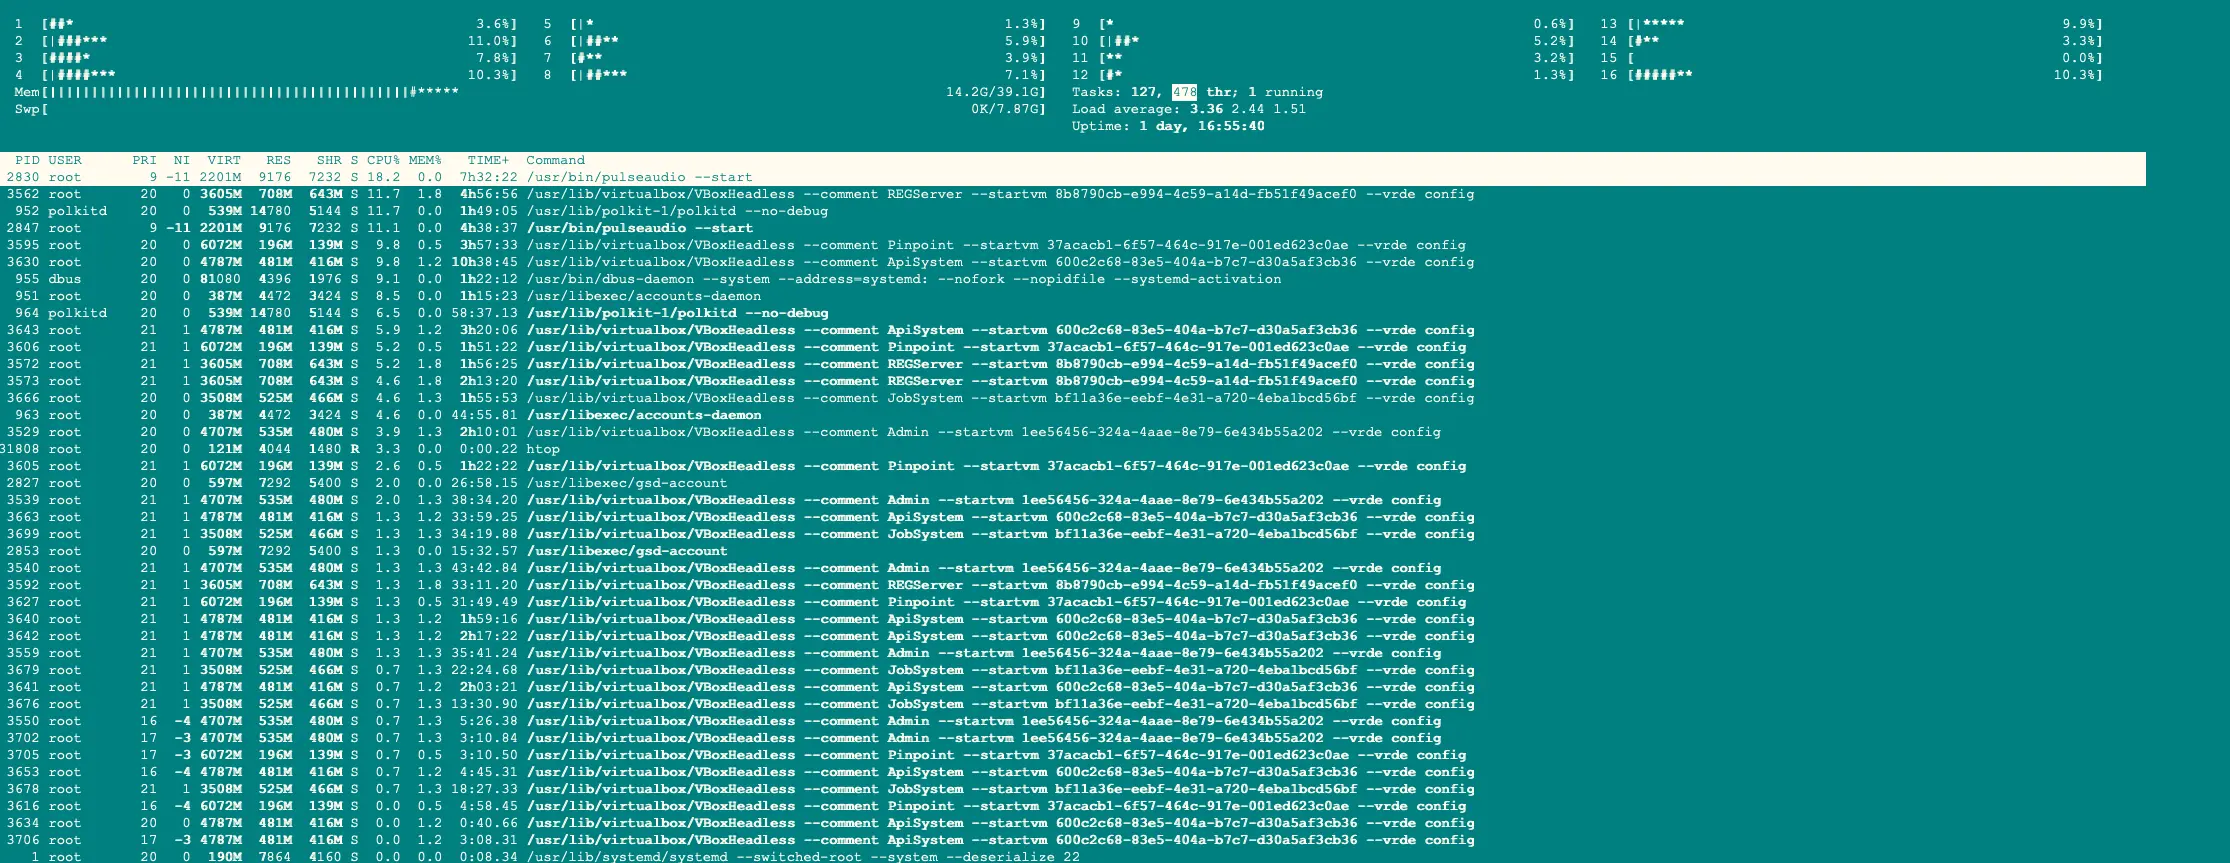 1 [##* 3.6%] 5 [|* 1.3%] 9 [* 0.6%] 13 [|***** 9.9%]
2 [|###*** 11.0%] 6 [|##** 5.9%] 10 [|##* 5.2%] 14 [#** 3.3%]
3 [####* 7.8%] 7 [#** 3.9%] 11 [** 3.2%] 15 [ 0.0%]
4 [|####*** 10.3%] 8 [|##*** 7.1%] 12 [#* 1.3%] 16 [#####** 10.3%]
Mem[|||||||||||||||||||||||||||||||||||||||||||#***** 14.2G/39.1G] Tasks: 127, 478 thr; 1 running
Swp[ 0K/7.87G] Load average: 3.36 2.44 1.51
Uptime: 1 day, 16:55:40
PID USER PRI NI VIRT RES SHR S CPU% MEM% TIME+ Command
2830 root 9 -11 2201M 9176 7232 S 18.2 0.0 7h32:22 /usr/bin/pulseaudio --start
3562 root 20 0 3605M 708M 643M S 11.7 1.8 4h56:56 /usr/lib/virtualbox/VBoxHeadless --comment REGServer --startvm 8b8790cb-e994-4c59-a14d-fb51f49acef0 --vrde config
952 polkitd 20 0 539M 14780 5144 S 11.7 0.0 1h49:05 /usr/lib/polkit-1/polkitd --no-debug
2847 root 9 -11 2201M 9176 7232 S 11.1 0.0 4h38:37 /usr/bin/pulseaudio --start
3595 root 20 0 6072M 196M 139M S 9.8 0.5 3h57:33 /usr/lib/virtualbox/VBoxHeadless --comment Pinpoint --startvm 37acacb1-6f57-464c-917e-001ed623c0ae --vrde config
3630 root 20 0 4787M 481M 416M S 9.8 1.2 10h38:45 /usr/lib/virtualbox/VBoxHeadless --comment ApiSystem --startvm 600c2c68-83e5-404a-b7c7-d30a5af3cb36 --vrde config
955 dbus 20 0 81080 4396 1976 S 9.1 0.0 1h22:12 /usr/bin/dbus-daemon --system --address=systemd: --nofork --nopidfile --systemd-activation
951 root 20 0 387M 4472 3424 S 8.5 0.0 1h15:23 /usr/libexec/accounts-daemon
964 polkitd 20 0 539M 14780 5144 S 6.5 0.0 58:37.13 /usr/lib/polkit-1/polkitd --no-debug
3643 root 21 1 4787M 481M 416M S 5.9 1.2 3h20:06 /usr/lib/virtualbox/VBoxHeadless --comment ApiSystem --startvm 600c2c68-83e5-404a-b7c7-d30a5af3cb36 --vrde config
3606 root 21 1 6072M 196M 139M S 5.2 0.5 1h51:22 /usr/lib/virtualbox/VBoxHeadless --comment Pinpoint --startvm 37acacb1-6f57-464c-917e-001ed623c0ae --vrde config
3572 root 21 1 3605M 708M 643M S 5.2 1.8 1h56:25 /usr/lib/virtualbox/VBoxHeadless --comment REGServer --startvm 8b8790cb-e994-4c59-a14d-fb51f49acef0 --vrde config
3573 root 21 1 3605M 708M 643M S 4.6 1.8 2h13:20 /usr/lib/virtualbox/VBoxHeadless --comment REGServer --startvm 8b8790cb-e994-4c59-a14d-fb51f49acef0 --vrde config
3666 root 20 0 3508M 525M 466M S 4.6 1.3 1h55:53 /usr/lib/virtualbox/VBoxHeadless --comment JobSystem --startvm bf11a36e-eebf-4e31-a720-4eba1bcd56bf --vrde config
963 root 20 0 387M 4472 3424 S 4.6 0.0 44:55.81 /usr/libexec/accounts-daemon
3529 root 20 0 4707M 535M 480M S 3.9 1.3 2h10:01 /usr/lib/virtualbox/VBoxHeadless --comment Admin --startvm 1ee56456-324a-4aae-8e79-6e434b55a202 --vrde config
31808 root 20 0 121M 4044 1480 R 3.3 0.0 0:00.22 htop
3605 root 21 1 6072M 196M 139M S 2.6 0.5 1h22:22 /usr/lib/virtualbox/VBoxHeadless --comment Pinpoint --startvm 37acacb1-6f57-464c-917e-001ed623c0ae --vrde config
2827 root 20 0 597M 7292 5400 S 2.0 0.0 26:58.15 /usr/libexec/gsd-account
3539 root 21 1 4707M 535M 480M S 2.0 1.3 38:34.20 /usr/lib/virtualbox/VBoxHeadless --comment Admin --startvm 1ee56456-324a-4aae-8e79-6e434b55a202 --vrde config
3663 root 21 1 4787M 481M 416M S 1.3 1.2 33:59.25 /usr/lib/virtualbox/VBoxHeadless --comment ApiSystem --startvm 600c2c68-83e5-404a-b7c7-d30a5af3cb36 --vrde config
3699 root 21 1 3508M 525M 466M S 1.3 1.3 34:19.88 /usr/lib/virtualbox/VBoxHeadless --comment JobSystem --startvm bf11a36e-eebf-4e31-a720-4eba1bcd56bf --vrde config
2853 root 20 0 597M 7292 5400 S 1.3 0.0 15:32.57 /usr/libexec/gsd-account
3540 root 21 1 4707M 535M 480M S 1.3 1.3 43:42.84 /usr/lib/virtualbox/VBoxHeadless --comment Admin --startvm 1ee56456-324a-4aae-8e79-6e434b55a202 --vrde config
3592 root 21 1 3605M 708M 643M S 1.3 1.8 33:11.20 /usr/lib/virtualbox/VBoxHeadless --comment REGServer --startvm 8b8790cb-e994-4c59-a14d-fb51f49acef0 --vrde config
3627 root 21 1 6072M 196M 139M S 1.3 0.5 31:49.49 /usr/lib/virtualbox/VBoxHeadless --comment Pinpoint --startvm 37acacb1-6f57-464c-917e-001ed623c0ae --vrde config
3640 root 21 1 4787M 481M 416M S 1.3 1.2 1h59:16 /usr/lib/virtualbox/VBoxHeadless --comment ApiSystem --startvm 600c2c68-83e5-404a-b7c7-d30a5af3cb36 --vrde config
3642 root 21 1 4787M 481M 416M S 1.3 1.2 2h17:22 /usr/lib/virtualbox/VBoxHeadless --comment ApiSystem --startvm 600c2c68-83e5-404a-b7c7-d30a5af3cb36 --vrde config
3559 root 21 1 4707M 535M 480M S 1.3 1.3 35:41.24 /usr/lib/virtualbox/VBoxHeadless --comment Admin --startvm 1ee56456-324a-4aae-8e79-6e434b55a202 --vrde config
3679 root 21 1 3508M 525M 466M S 0.7 1.3 22:24.68 /usr/lib/virtualbox/VBoxHeadless --comment JobSystem --startvm bf11a36e-eebf-4e31-a720-4eba1bcd56bf --vrde config
3641 root 21 1 4787M 481M 416M S 0.7 1.2 2h03:21 /usr/lib/virtualbox/VBoxHeadless --comment ApiSystem --startvm 600c2c68-83e5-404a-b7c7-d30a5af3cb36 --vrde config
3676 root 21 1 3508M 525M 466M S 0.7 1.3 13:30.90 /usr/lib/virtualbox/VBoxHeadless --comment JobSystem --startvm bf11a36e-eebf-4e31-a720-4eba1bcd56bf --vrde config
3550 root 16 -4 4707M 535M 480M S 0.7 1.3 5:26.38 /usr/lib/virtualbox/VBoxHeadless --comment Admin --startvm 1ee56456-324a-4aae-8e79-6e434b55a202 --vrde config
3702 root 17 -3 4707M 535M 480M S 0.7 1.3 3:10.84 /usr/lib/virtualbox/VBoxHeadless --comment Admin --startvm 1ee56456-324a-4aae-8e79-6e434b55a202 --vrde config
3705 root 17 -3 6072M 196M 139M S 0.7 0.5 3:10.50 /usr/lib/virtualbox/VBoxHeadless --comment Pinpoint --startvm 37acacb1-6f57-464c-917e-001ed623c0ae --vrde config
3653 root 16 -4 4787M 481M 416M S 0.7 1.2 4:45.31 /usr/lib/virtualbox/VBoxHeadless --comment ApiSystem --startvm 600c2c68-83e5-404a-b7c7-d30a5af3cb36 --vrde config
3678 root 21 1 3508M 525M 466M S 0.7 1.3 18:27.33 /usr/lib/virtualbox/VBoxHeadless --comment JobSystem --startvm bf11a36e-eebf-4e31-a720-4eba1bcd56bf --vrde config
3616 root 16 -4 6072M 196M 139M S 0.0 0.5 4:58.45 /usr/lib/virtualbox/VBoxHeadless --comment Pinpoint --startvm 37acacb1-6f57-464c-917e-001ed623c0ae --vrde config
3634 root 20 0 4787M 481M 416M S 0.0 1.2 0:40.66 /usr/lib/virtualbox/VBoxHeadless --comment ApiSystem --startvm 600c2c68-83e5-404a-b7c7-d30a5af3cb36 --vrde config
3706 root 17 -3 4787M 481M 416M S 0.0 1.2 3:08.31 /usr/lib/virtualbox/VBoxHeadless --comment ApiSystem --startvm 600c2c68-83e5-404a-b7c7-d30a5af3cb36 --vrde config
1 root 20 0 190M 7864 4160 S 0.0 0.0 0:08.34 /usr/lib/systemd/systemd --switched-root --system --deserialize 22